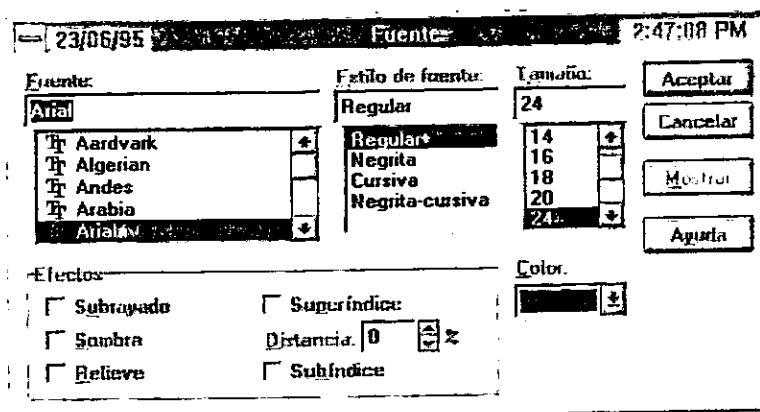 23/06/95 Fuente 2:47:08 PM
Fuente: Estilo de fuente: Tamaño:
Arial Regular 24
Aardvark
Algerian
Andes
Arabia
Arial
Regular
Negrita
Cursiva
Negrita-cursiva
14
16
18
20
24
Aceptar
Cancelar
Mostrar
Ayuda
Efectos
Subrayado Superíndice
Sombra Distancia: 0 %
Relieve Subíndice
Color: